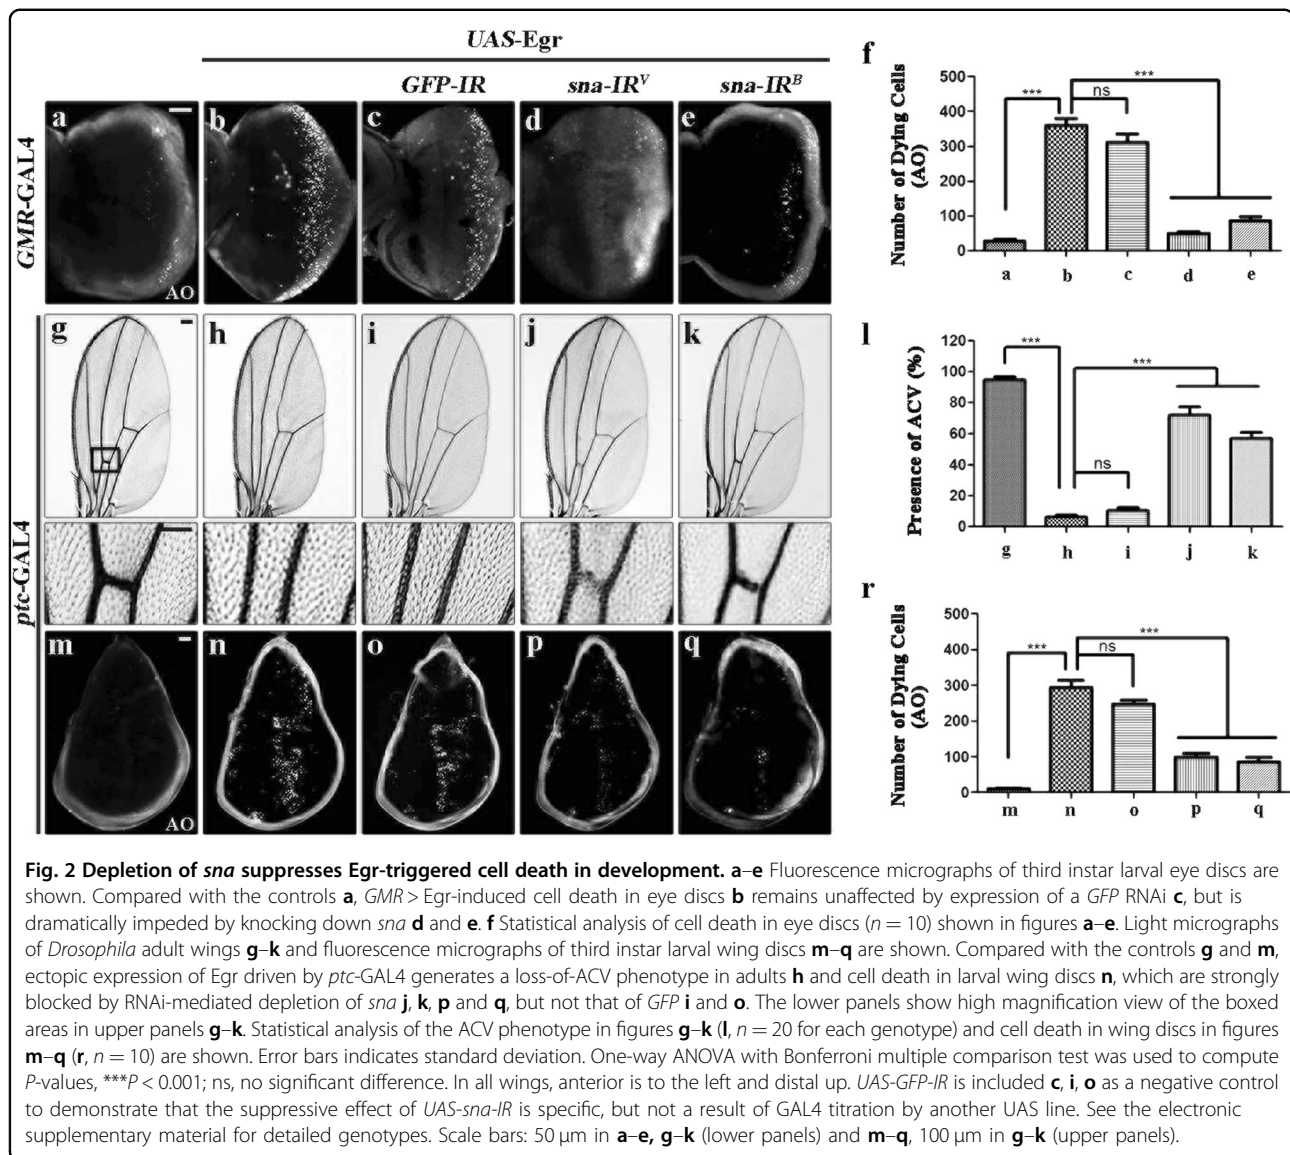 UAS-Egr
GFP-IR sna-IRV sna-IRB
GMR-GAL4
a b c d e
AO
f
Number of Dying Cells (AO)
500
400
300
200
100
0
*** ns ***
a b c d e
ptc-GAL4
g h i j k
l
Presence of ACV (%)
120
100
80
60
40
20
0
*** ns ***
g h i j k
m n o p q
AO
r
Number of Dying Cells (AO)
500
400
300
200
100
0
*** ns ***
m n o p q
Fig. 2 Depletion of sna suppresses Egr-triggered cell death in development. a–e Fluorescence micrographs of third instar larval eye discs are
shown. Compared with the controls a, GMR > Egr-induced cell death in eye discs b remains unaffected by expression of a GFP RNAi c, but is
dramatically impeded by knocking down sna d and e. f Statistical analysis of cell death in eye discs (n = 10) shown in figures a–e. Light micrographs
of Drosophila adult wings g–k and fluorescence micrographs of third instar larval wing discs m–q are shown. Compared with the controls g and m,
ectopic expression of Egr driven by ptc-GAL4 generates a loss-of-ACV phenotype in adults h and cell death in larval wing discs n, which are strongly
blocked by RNAi-mediated depletion of sna j, k, p and q, but not that of GFP i and o. The lower panels show high magnification view of the boxed
areas in upper panels g–k. Statistical analysis of the ACV phenotype in figures g–k (l, n = 20 for each genotype) and cell death in wing discs in figures
m–q (r, n = 10) are shown. Error bars indicates standard deviation. One-way ANOVA with Bonferroni multiple comparison test was used to compute
P-values, ***P < 0.001; ns, no significant difference. In all wings, anterior is to the left and distal up. UAS-GFP-IR is included c, i, o as a negative control
to demonstrate that the suppressive effect of UAS-sna-IR is specific, but not a result of GAL4 titration by another UAS line. See the electronic
supplementary material for detailed genotypes. Scale bars: 50 μm in a–e, g–k (lower panels) and m–q, 100 μm in g–k (upper panels).